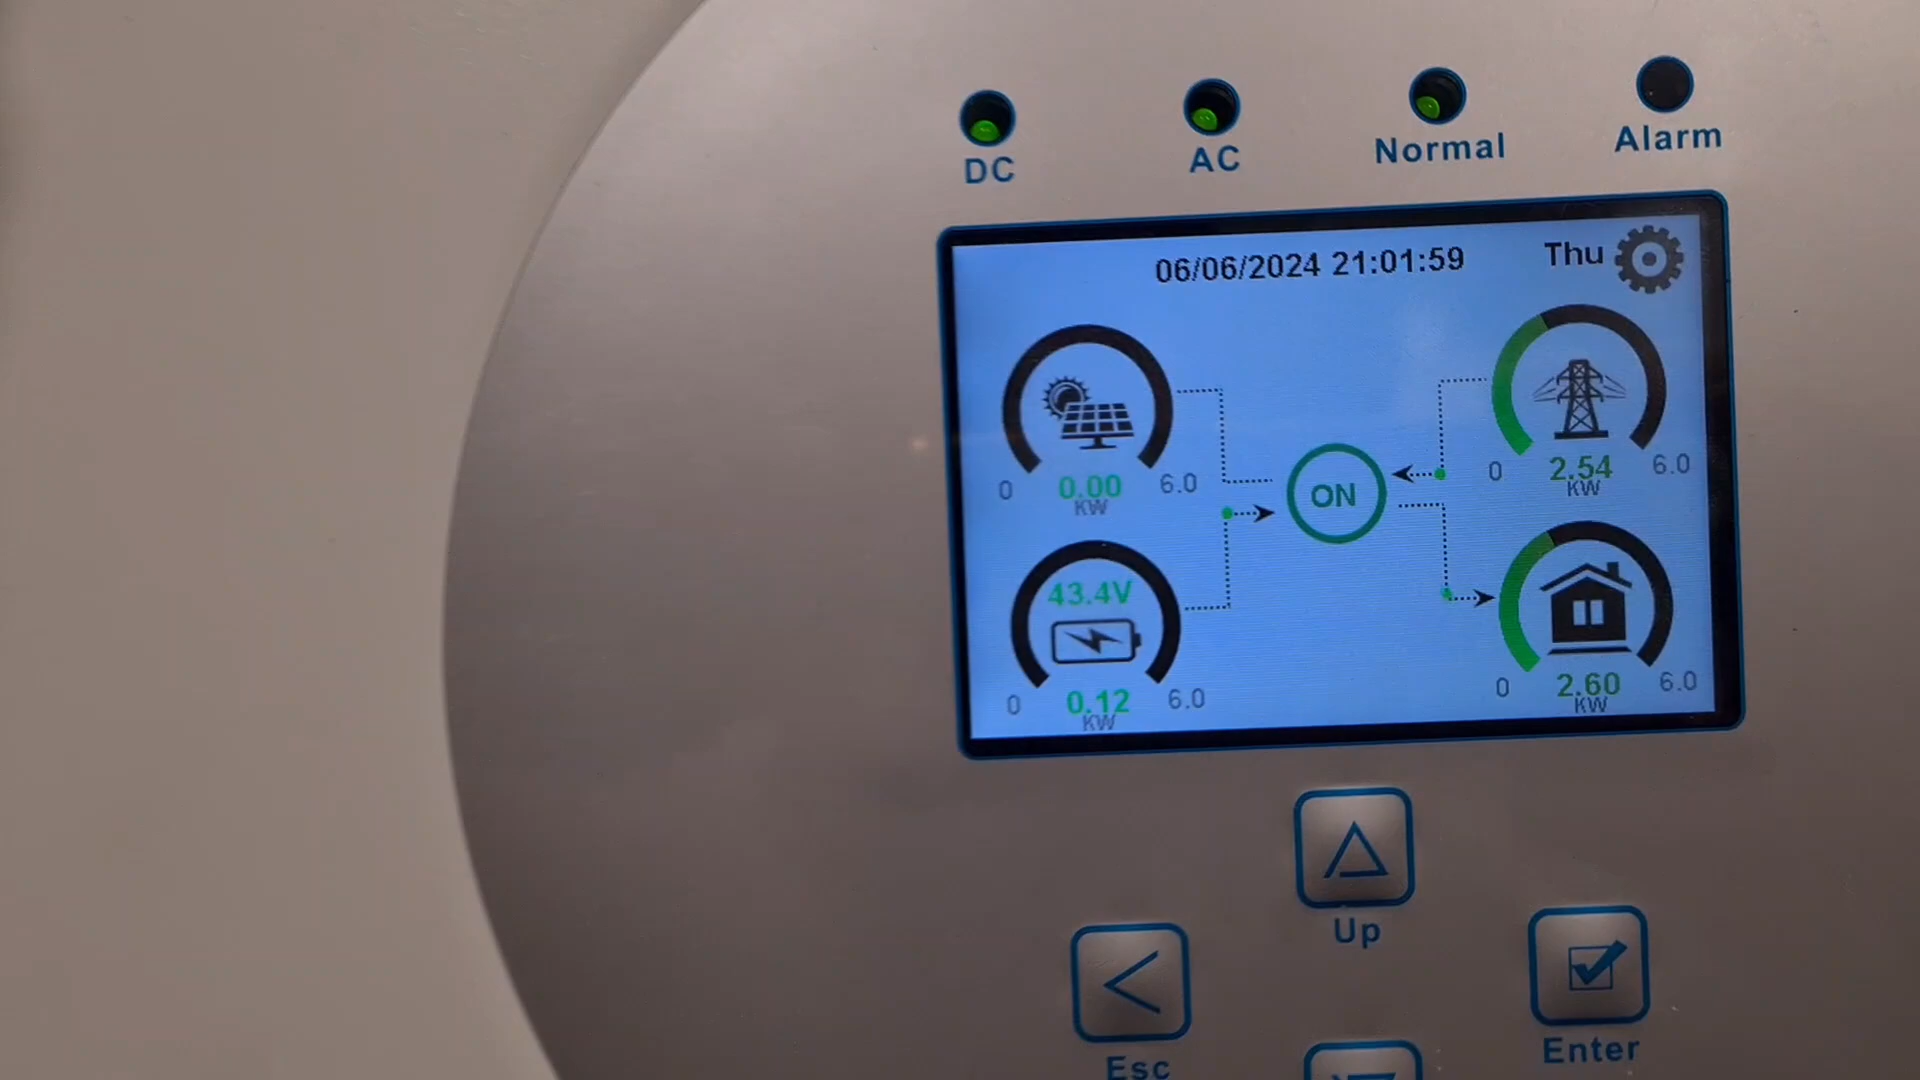 DC
AC
Normal
Alarm
06/06/2024 21:01:59 Thu
0 0.00 6.0
KW
0 2.54 6.0
KW
ON
43.4V
0 0.12 6.0
KW
0 2.60 6.0
KW
Up
Esc
Enter